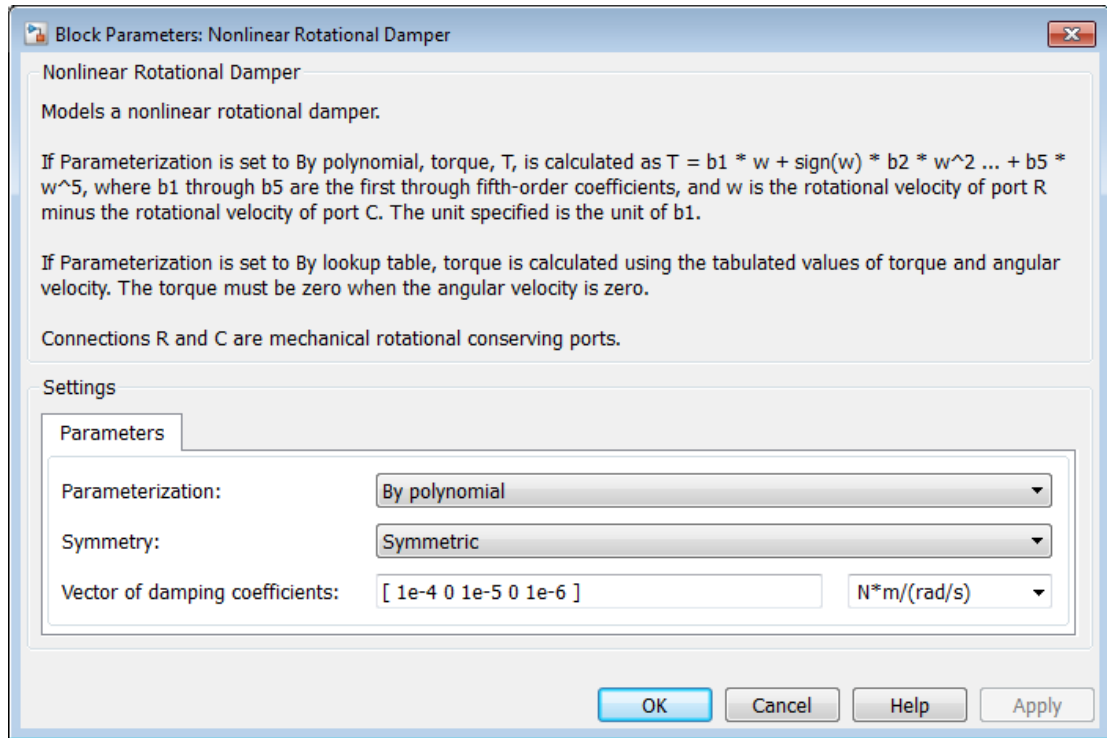 Block Parameters: Nonlinear Rotational Damper
Nonlinear Rotational Damper
Models a nonlinear rotational damper.
If Parameterization is set to By polynomial, torque, T, is calculated as T = b1 * w + sign(w) * b2 * w^2 ... + b5 *
w^5, where b1 through b5 are the first through fifth-order coefficients, and w is the rotational velocity of port R
minus the rotational velocity of port C. The unit specified is the unit of b1.
If Parameterization is set to By lookup table, torque is calculated using the tabulated values of torque and angular
velocity. The torque must be zero when the angular velocity is zero.
Connections R and C are mechanical rotational conserving ports.
Settings
Parameters
Parameterization: By polynomial
Symmetry: Symmetric
Vector of damping coefficients: [ 1e-4 0 1e-5 0 1e-6 ] N*m/(rad/s)
OK Cancel Help Apply